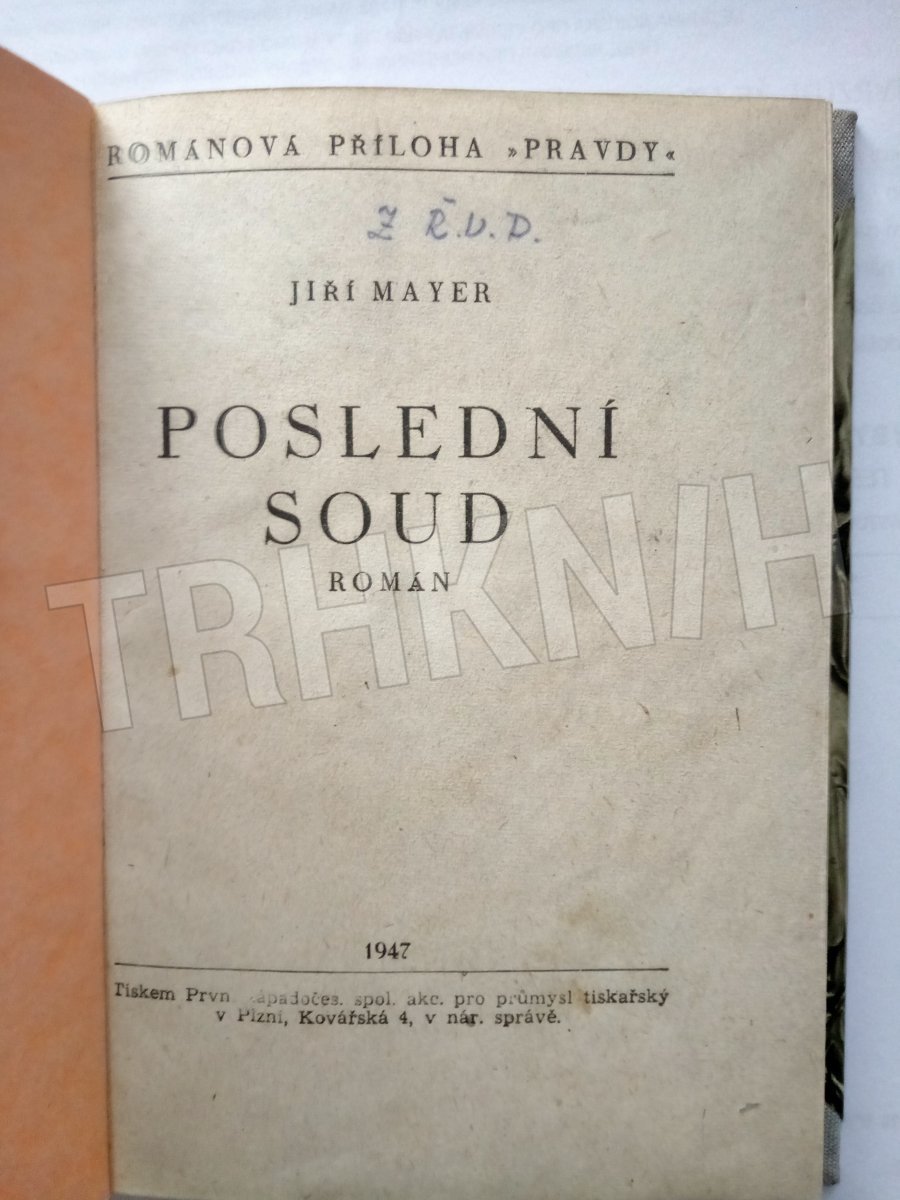 ROMÁNOVÁ PŘÍLOHA »PRAVDY«
Z Ř.V.D.
JIŘÍ MAYER
POSLEDNÍ
SOUD
ROMÁN
TRHKNIH
1947
Tiskem Prvn západočes. spol. akc. pro průmysl tiskařský
v Plzni, Kovářská 4, v nár. správě.